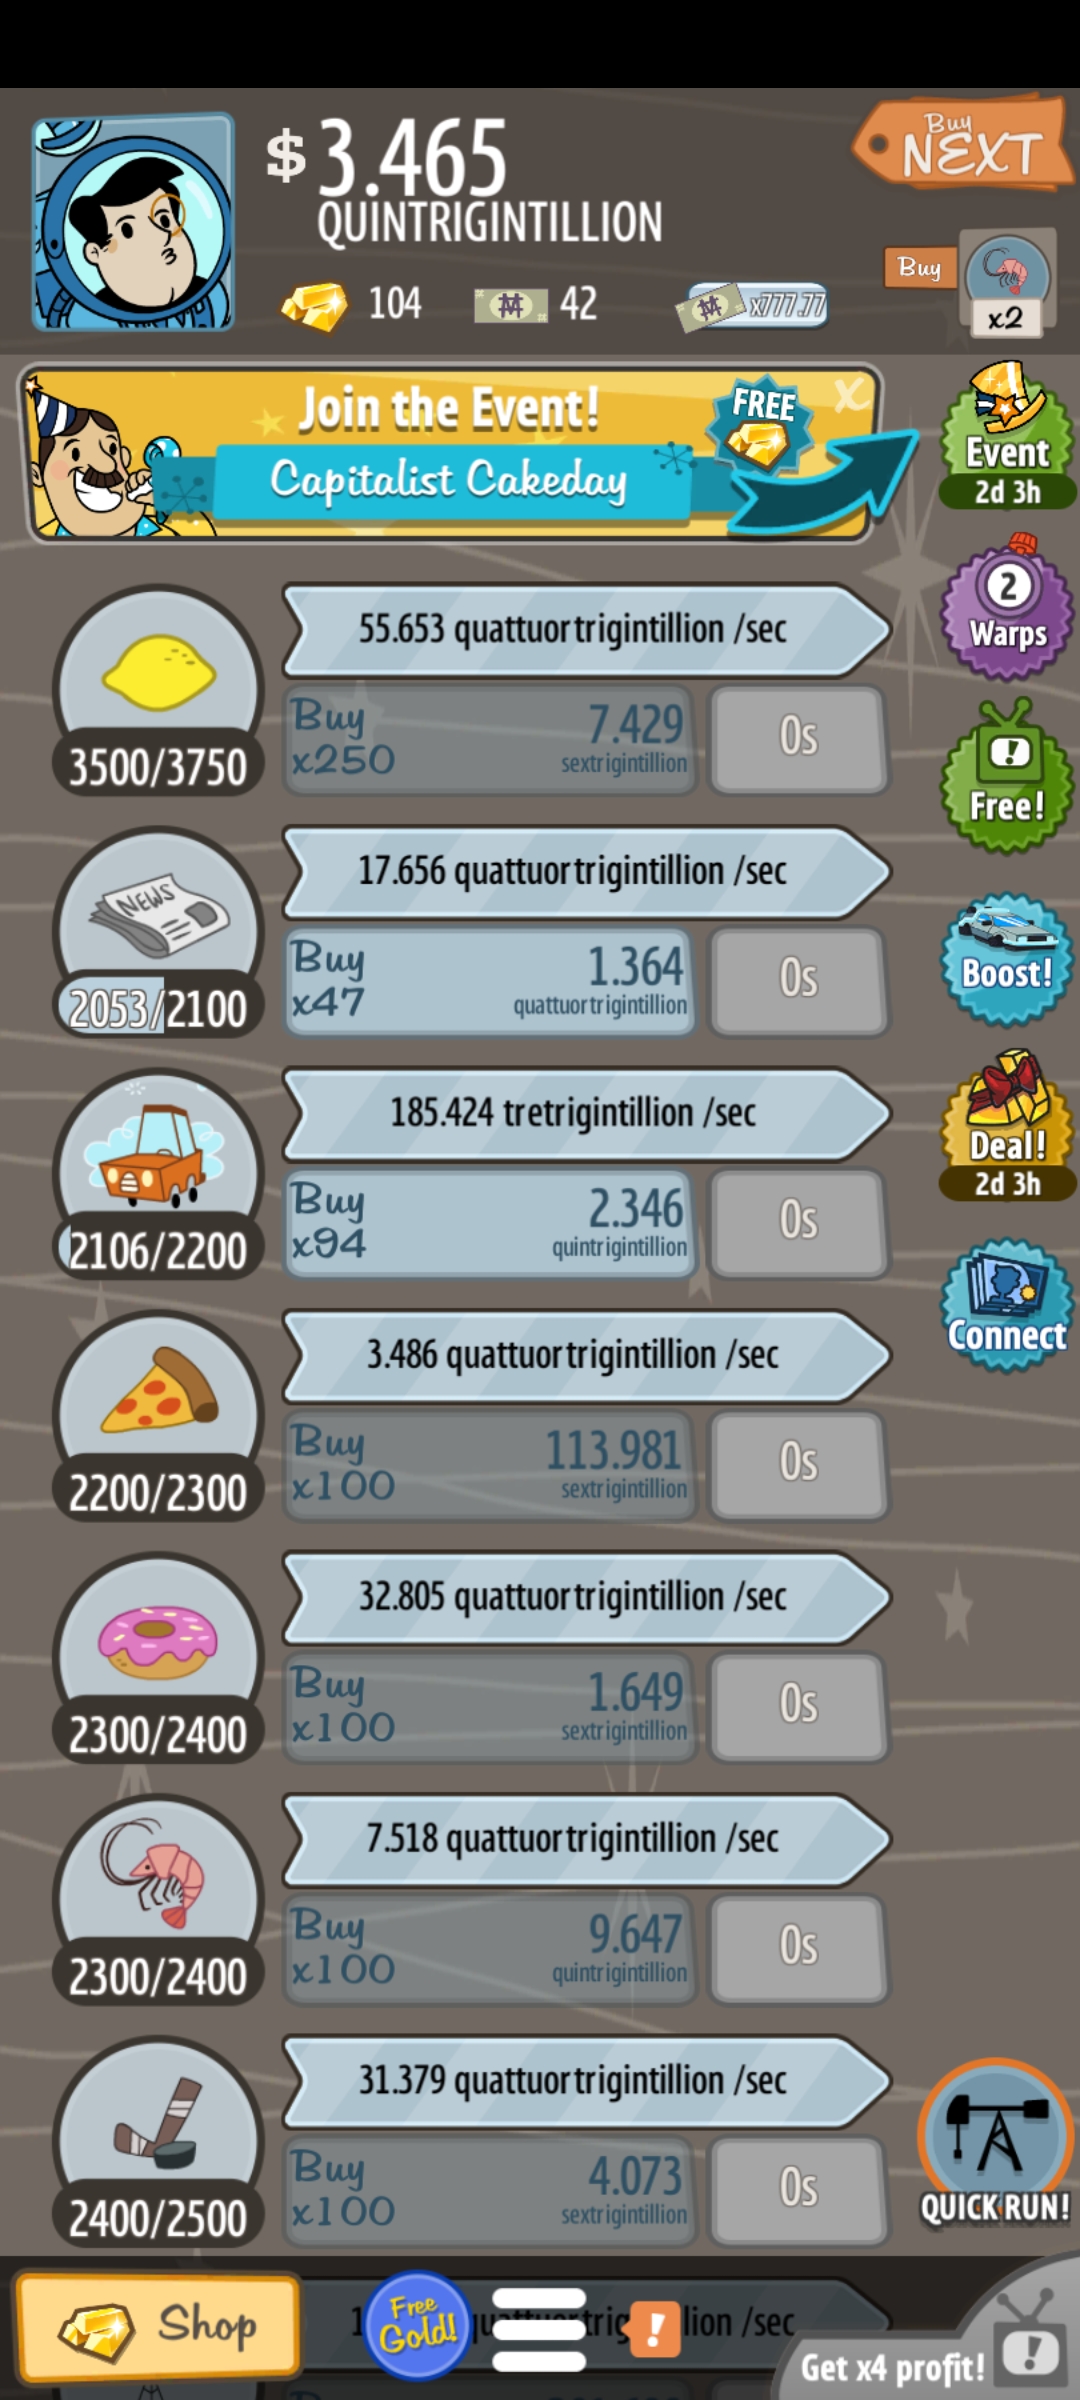 $ 3.465
QUINTRIGINTILLION
Buy
NEXT
104
42
x777.77
Buy
x2
Join the Event!
Capitalist Cakeday
FREE
X
Event
2d 3h
55.653 quattuortrigintillion /sec
3500/3750
Buy
x250
7.429
sextrigintillion
0s
2
Warps
Free!
17.656 quattuortrigintillion /sec
NEWS
2053/2100
Buy
x47
1.364
quattuortrigintillion
0s
Boost!
185.424 tretrigintillion /sec
2106/2200
Buy
x94
2.346
quintrigintillion
0s
Deal!
2d 3h
3.486 quattuortrigintillion /sec
2200/2300
Buy
x100
113.981
sextrigintillion
0s
Connect
32.805 quattuortrigintillion /sec
2300/2400
Buy
x100
1.649
sextrigintillion
0s
7.518 quattuortrigintillion /sec
2300/2400
Buy
x100
9.647
quintrigintillion
0s
31.379 quattuortrigintillion /sec
2400/2500
Buy
x100
4.073
sextrigintillion
0s
QUICK RUN!
Shop
Free
Gold!
/sec
Get x4 profit!